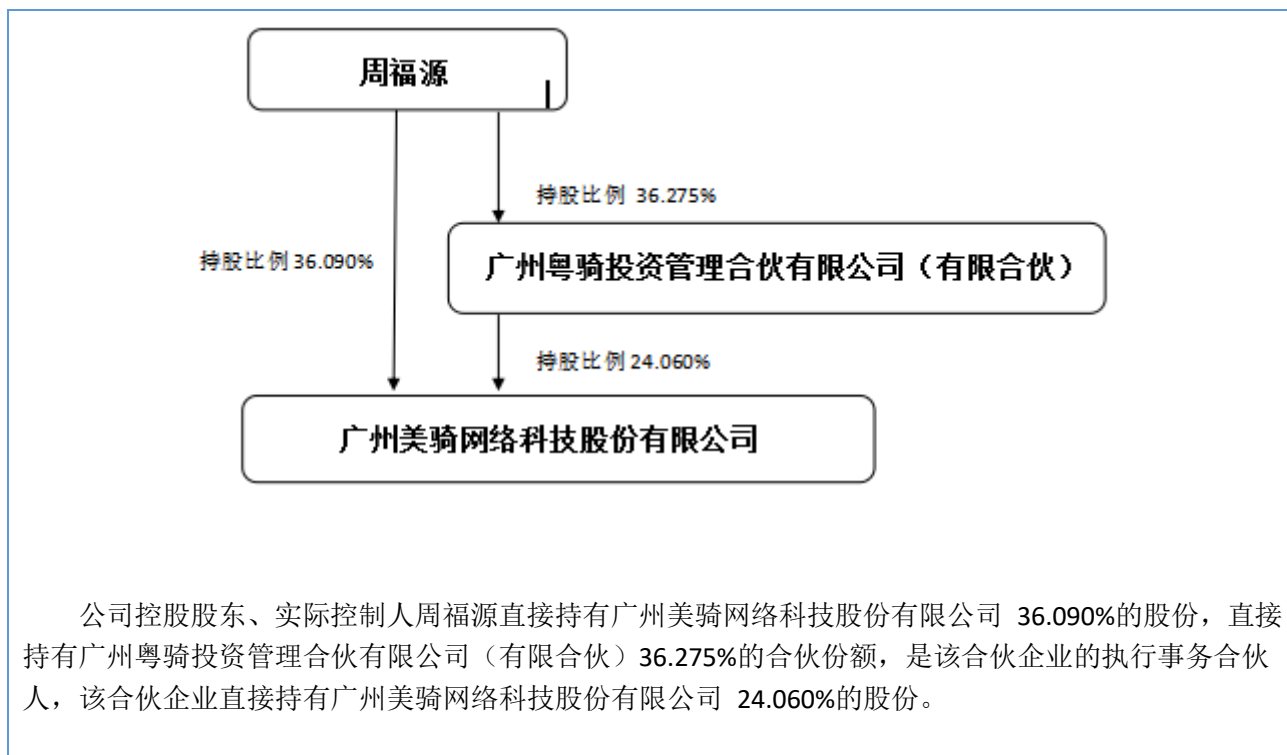 周福源
持股比例 36.275%
持股比例 36.090%
广州粤骑投资管理合伙有限公司（有限合伙）
持股比例 24.060%
广州美骑网络科技股份有限公司
公司控股股东、实际控制人周福源直接持有广州美骑网络科技股份有限公司 36.090%的股份，直接
持有广州粤骑投资管理合伙有限公司（有限合伙）36.275%的合伙份额，是该合伙企业的执行事务合伙
人，该合伙企业直接持有广州美骑网络科技股份有限公司 24.060%的股份。